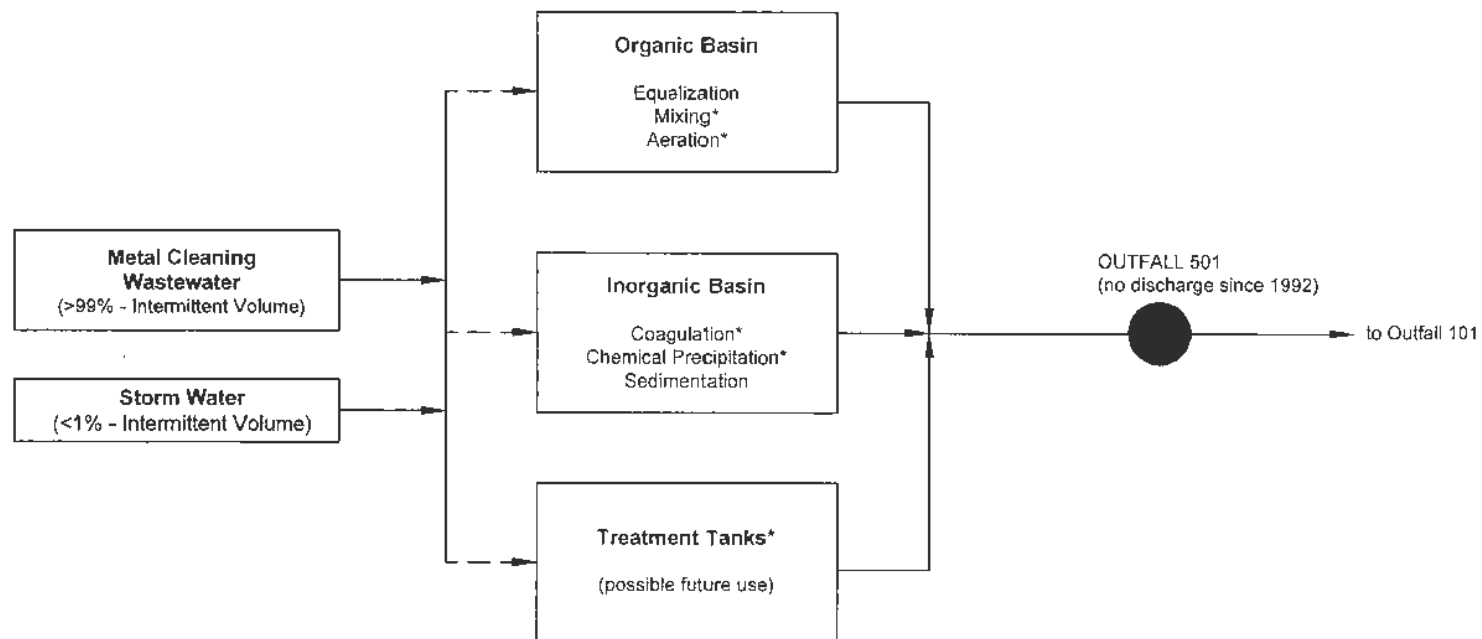 Organic Basin
Equalization
Mixing*
Aeration*
Metal Cleaning
Wastewater
(>99% - Intermittent Volume)
Storm Water
(<1% - Intermittent Volume)
Inorganic Basin
Coagulation*
Chemical Precipitation*
Sedimentation
Treatment Tanks*
(possible future use)
OUTFALL 501
(no discharge since 1992)
to Outfall 101